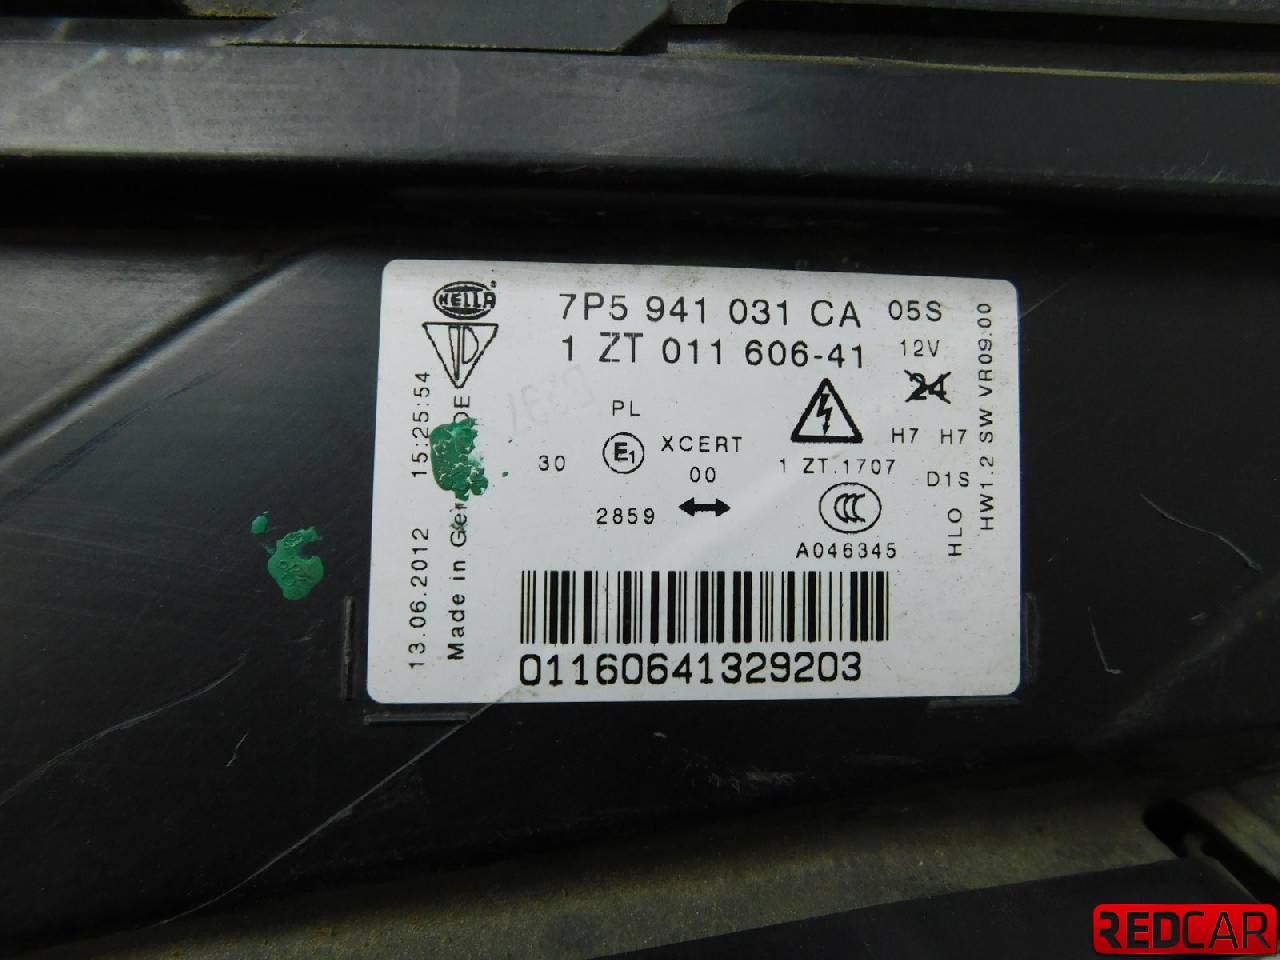 HELLA
7P5 941 031 CA 05S
1 ZT 011 606-41 12V
24
PL
H7 H7
30 E1 XCERT
00
1 ZT.1707
D1S
2859
CCC
A046345
HLO
HW1.2 SW VR09.00
13.06.2012 15:25:54
Made in DE
01160641329203
REDCAR